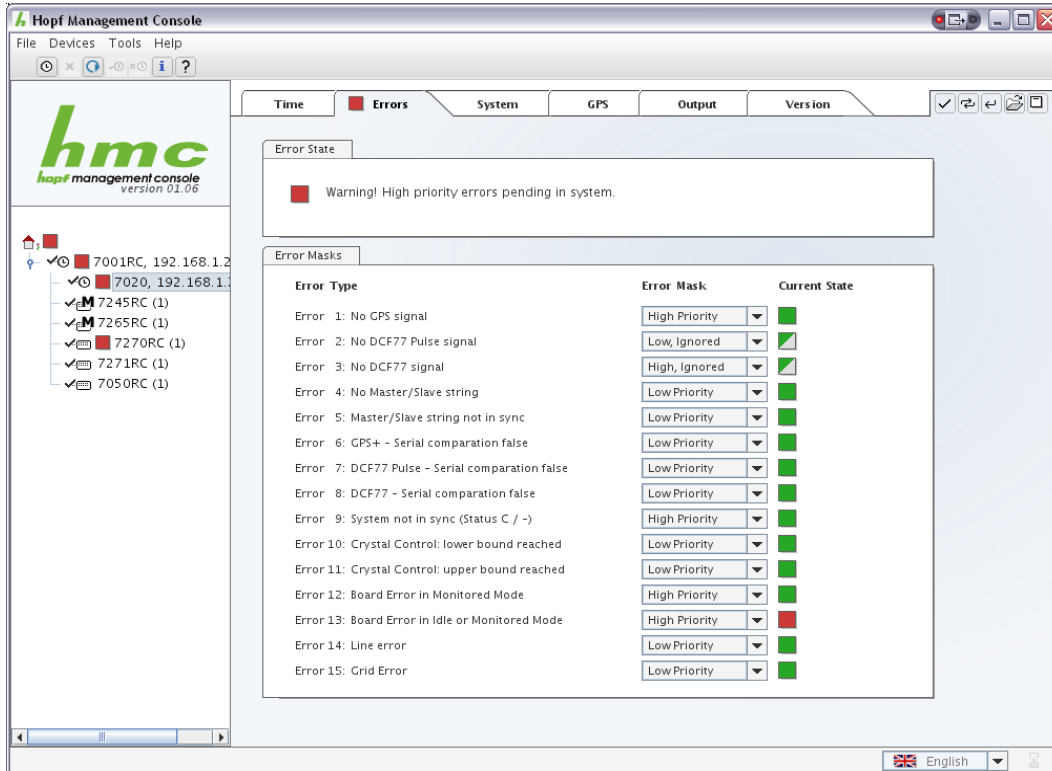 Hopf Management Console
File Devices Tools Help
hmc
hopf management console
version 01.06
Time Errors System GPS Output Version
Error State
Warning! High priority errors pending in system.
7001RC, 192.168.1.2
7020, 192.168.1.
M 7245RC (1)
M 7265RC (1)
7270RC (1)
7271RC (1)
7050RC (1)
Error Masks
Error Type Error Mask Current State
Error 1: No GPS signal High Priority
Error 2: No DCF77 Pulse signal Low, Ignored
Error 3: No DCF77 signal High, Ignored
Error 4: No Master/Slave string Low Priority
Error 5: Master/Slave string not in sync Low Priority
Error 6: GPS+ - Serial comparation false Low Priority
Error 7: DCF77 Pulse - Serial comparation false Low Priority
Error 8: DCF77 - Serial comparation false Low Priority
Error 9: System not in sync (Status C / -) High Priority
Error 10: Crystal Control: lower bound reached Low Priority
Error 11: Crystal Control: upper bound reached Low Priority
Error 12: Board Error in Monitored Mode High Priority
Error 13: Board Error in Idle or Monitored Mode High Priority
Error 14: Line error Low Priority
Error 15: Grid Error Low Priority
English